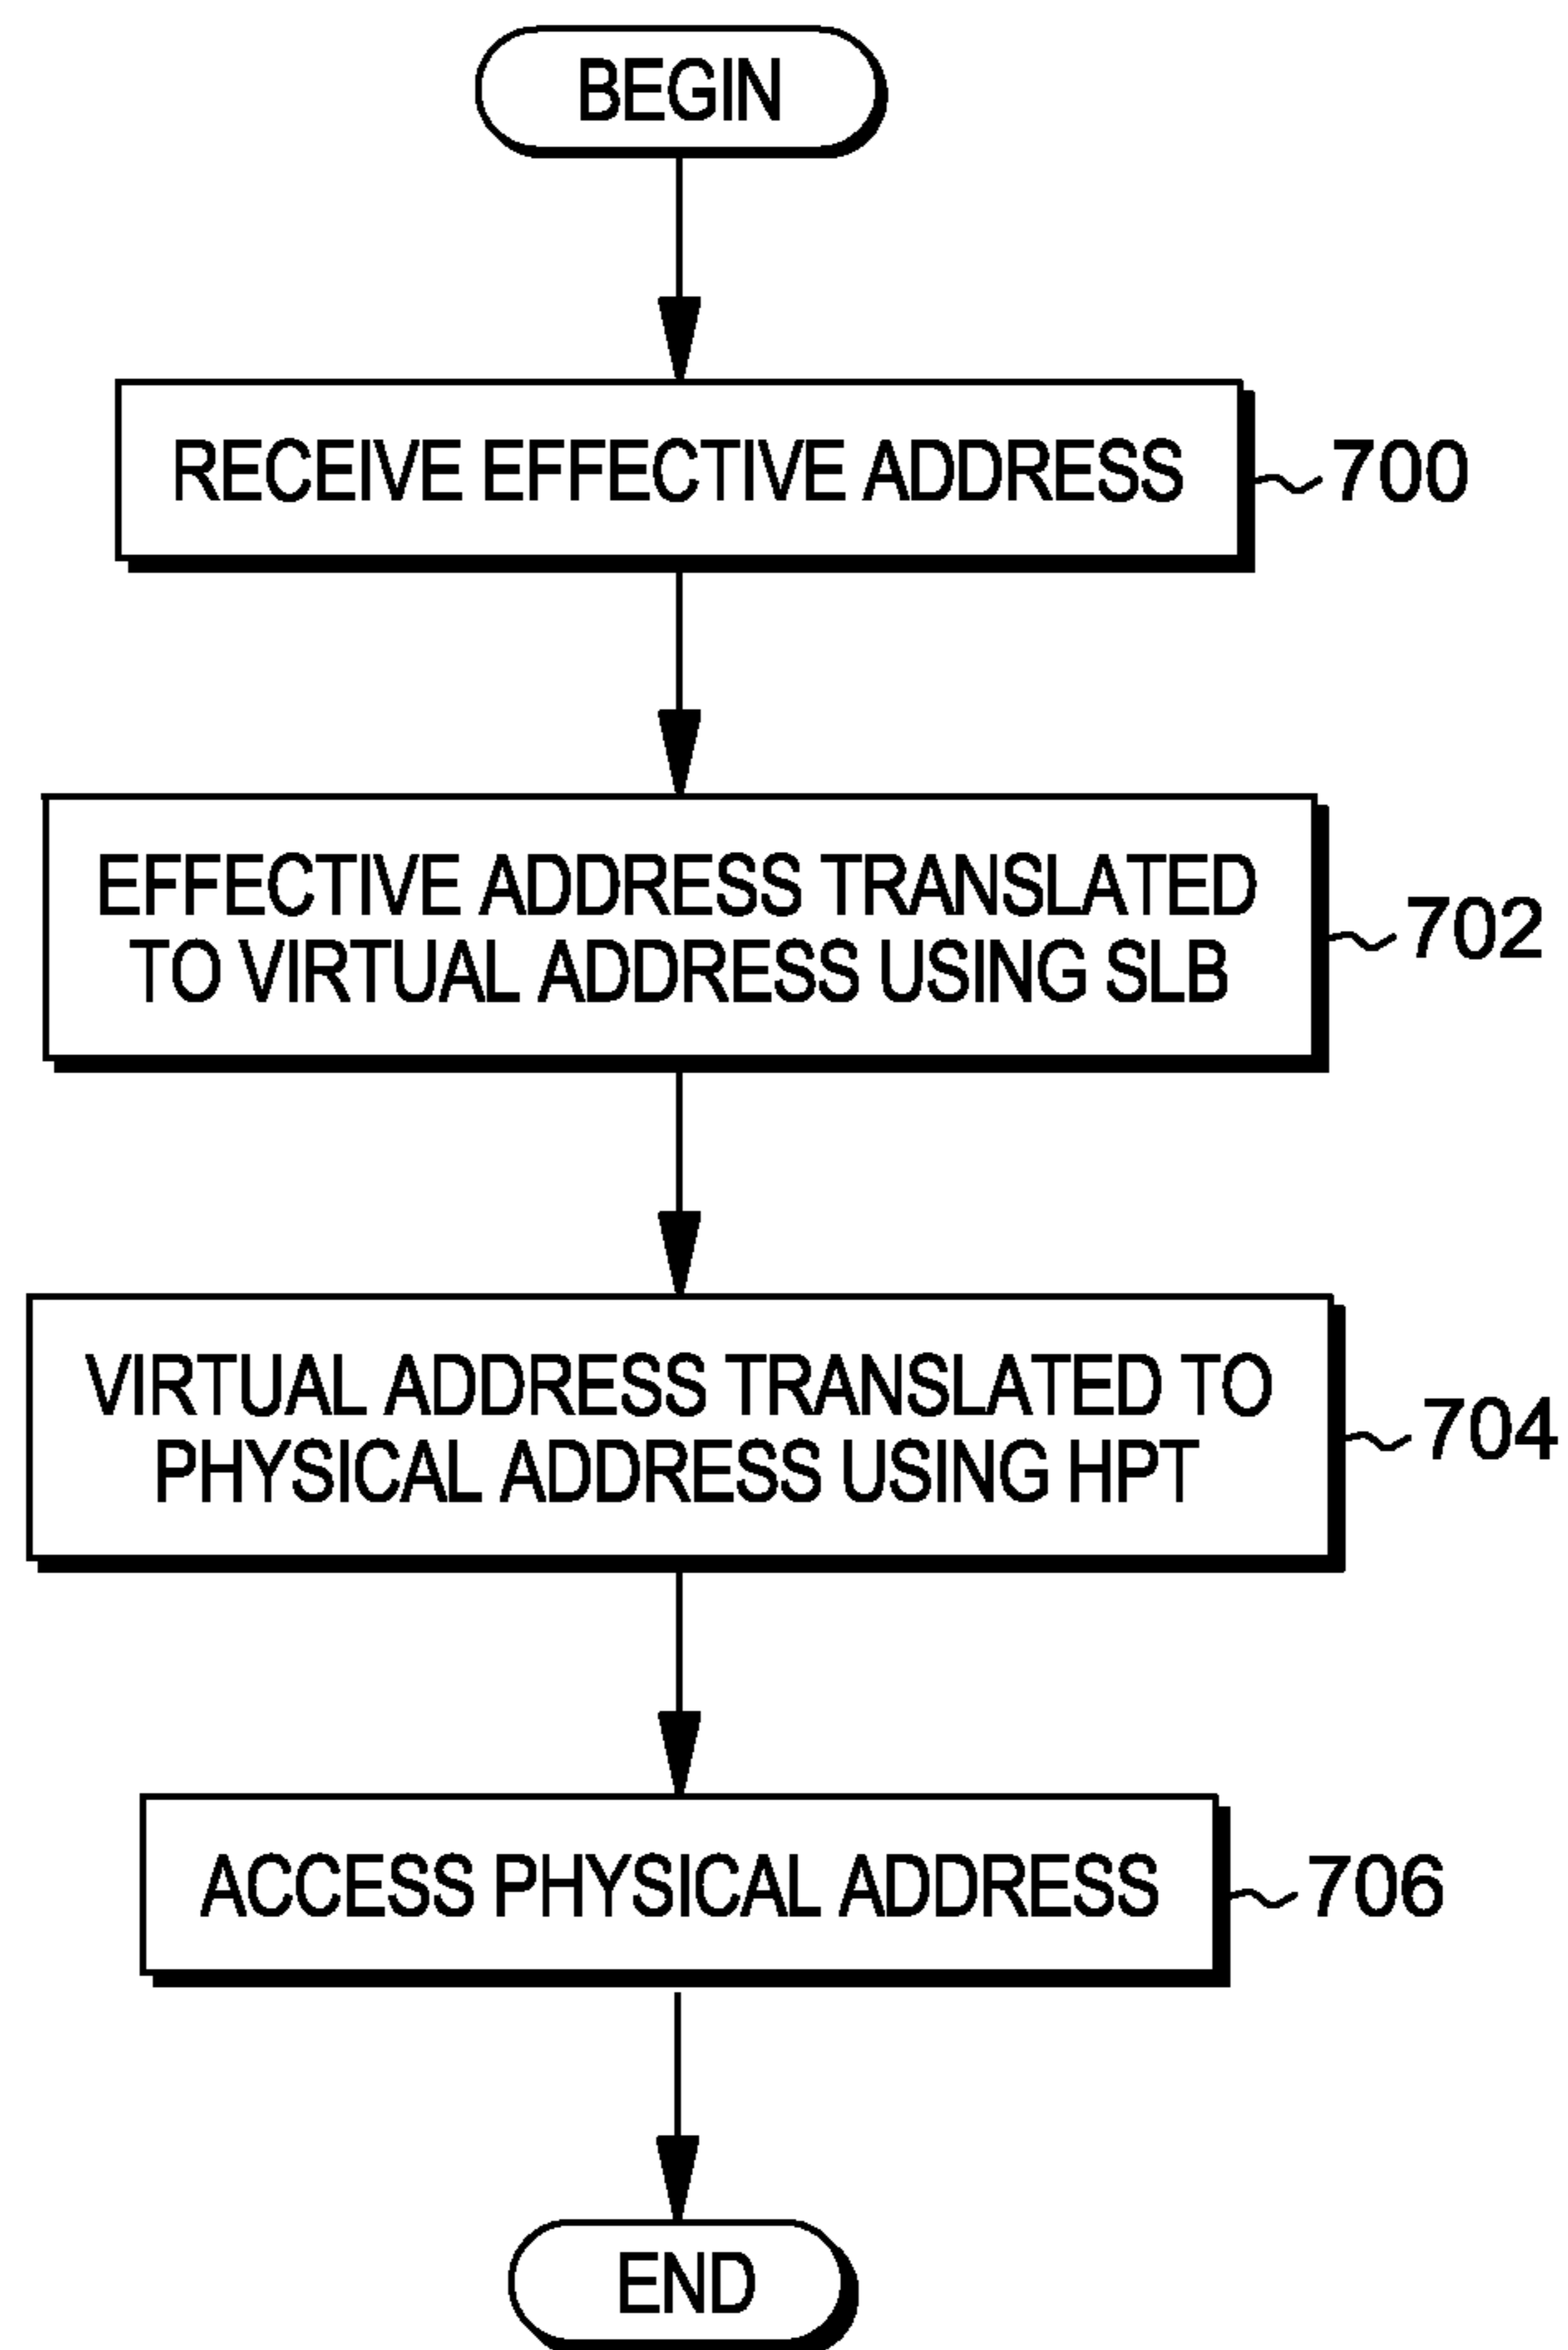 BEGIN
RECEIVE EFFECTIVE ADDRESS
700
EFFECTIVE ADDRESS TRANSLATED
TO VIRTUAL ADDRESS USING SLB
702
VIRTUAL ADDRESS TRANSLATED TO
PHYSICAL ADDRESS USING HPT
704
ACCESS PHYSICAL ADDRESS
706
END